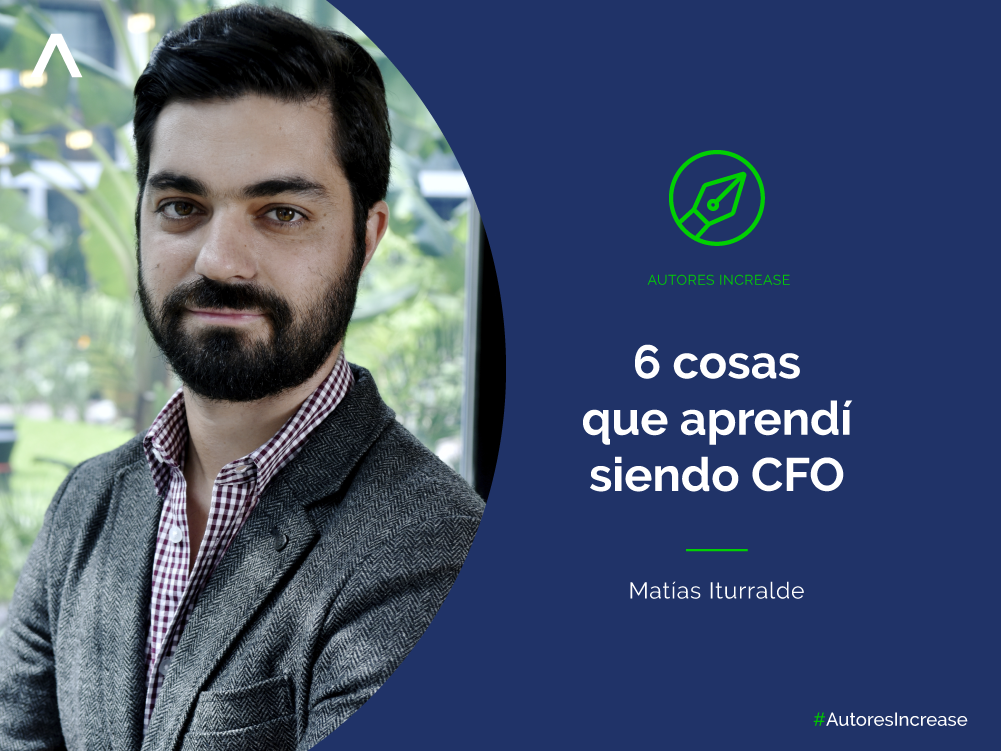 AUTORES INCREASE
6 cosas
que aprendí
siendo CFO
Matías Iturralde
#AutoresIncrease